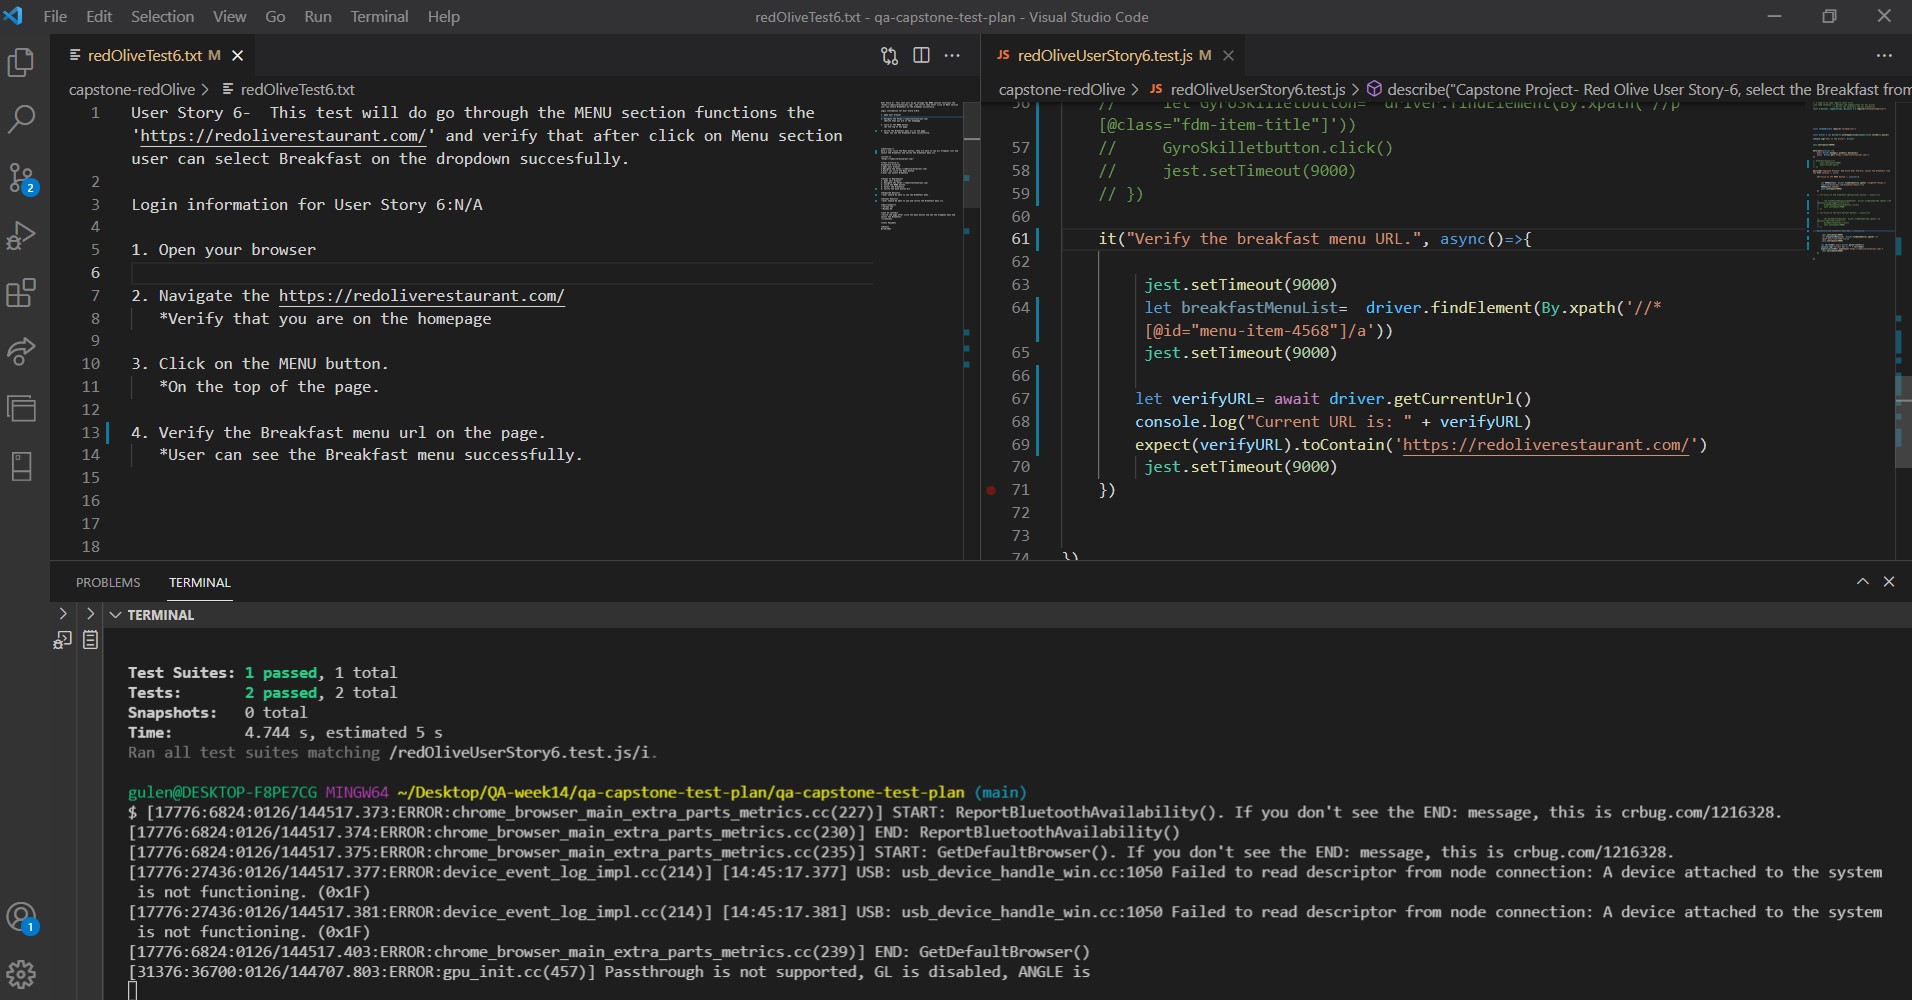 File Edit Selection View Go Run Terminal Help
redOliveTest6.txt - qa-capstone-test-plan - Visual Studio Code
redOliveTest6.txt M
capstone-redOlive > redOliveTest6.txt
1 User Story 6-  This test will do go through the MENU section functions the
'https://redoliverestaurant.com/' and verify that after click on Menu section
user can select Breakfast on the dropdown succesfully.
2
3 Login information for User Story 6:N/A
4
5 1. Open your browser
6
7 2. Navigate the https://redoliverestaurant.com/
8 *Verify that you are on the homepage
9
10 3. Click on the MENU button.
11 *On the top of the page.
12
13 4. Verify the Breakfast menu url on the page.
14 *User can see the Breakfast menu successfully.
15
16
17
18
JS redOliveUserStory6.test.js M
capstone-redOlive > JS redOliveUserStory6.test.js > describe("Capstone Project- Red Olive User Story-6, select the Breakfast from
56 //     let GyroSkilletbutton=  driver.findElement(By.xpath('//p
[@class="fdm-item-title"]'))
57 //     GyroSkilletbutton.click()
58 //     jest.setTimeout(9000)
59 // })
60
61 it("Verify the breakfast menu URL.", async()=>{
62
63 jest.setTimeout(9000)
64 let breakfastMenuList=  driver.findElement(By.xpath('//*
[@id="menu-item-4568"]/a'))
65 jest.setTimeout(9000)
66
67 let verifyURL= await driver.getCurrentUrl()
68 console.log("Current URL is: " + verifyURL)
69 expect(verifyURL).toContain('https://redoliverestaurant.com/')
70 jest.setTimeout(9000)
71 })
72
73
74 })
PROBLEMS TERMINAL
TERMINAL
Test Suites: 1 passed, 1 total
Tests:       2 passed, 2 total
Snapshots:   0 total
Time:        4.744 s, estimated 5 s
Ran all test suites matching /redOliveUserStory6.test.js/i.
gulen@DESKTOP-F8PE7CG MINGW64 ~/Desktop/QA-week14/qa-capstone-test-plan/qa-capstone-test-plan (main)
$ [17776:6824:0126/144517.373:ERROR:chrome_browser_main_extra_parts_metrics.cc(227)] START: ReportBluetoothAvailability(). If you don't see the END: message, this is crbug.com/1216328.
[17776:6824:0126/144517.374:ERROR:chrome_browser_main_extra_parts_metrics.cc(230)] END: ReportBluetoothAvailability()
[17776:6824:0126/144517.375:ERROR:chrome_browser_main_extra_parts_metrics.cc(235)] START: GetDefaultBrowser(). If you don't see the END: message, this is crbug.com/1216328.
[17776:27436:0126/144517.377:ERROR:device_event_log_impl.cc(214)] [14:45:17.377] USB: usb_device_handle_win.cc:1050 Failed to read descriptor from node connection: A device attached to the system
is not functioning. (0x1F)
[17776:27436:0126/144517.381:ERROR:device_event_log_impl.cc(214)] [14:45:17.381] USB: usb_device_handle_win.cc:1050 Failed to read descriptor from node connection: A device attached to the system
is not functioning. (0x1F)
[17776:6824:0126/144517.403:ERROR:chrome_browser_main_extra_parts_metrics.cc(239)] END: GetDefaultBrowser()
[31376:36700:0126/144707.803:ERROR:gpu_init.cc(457)] Passthrough is not supported, GL is disabled, ANGLE is
2
1